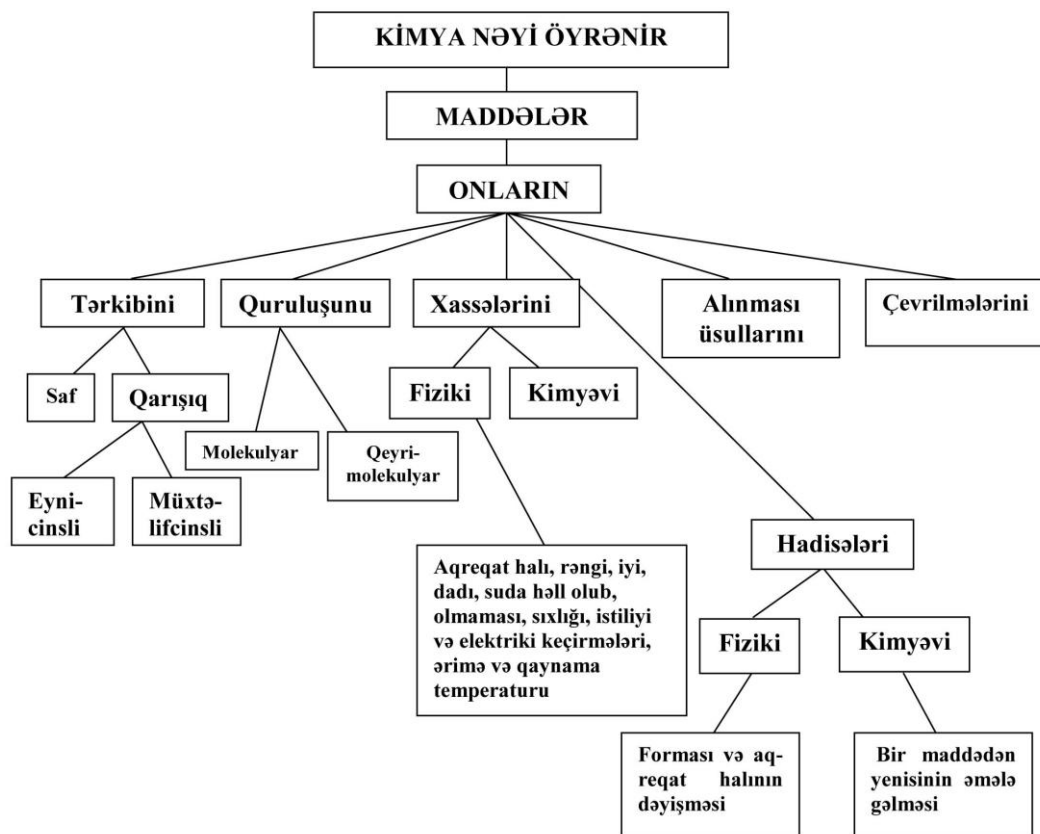 KİMYA NƏYİ ÖYRƏNİR
MADDƏLƏR
ONLARIN
Tərkibini
Quruluşunu
Xassələrini
Alınması
üsullarını
Çevrilmələrini
Saf
Qarışıq
Molekulyar
Qeyri-
molekulyar
Fiziki
Kimyəvi
Eyni-
cinsli
Müxtə-
lifcinsli
Aqreqat halı, rəngi, iyi,
dadı, suda həll olub,
olmaması, sıxlığı, istiliyi
və elektriki keçirmələri,
ərimə və qaynama
temperaturu
Hadisələri
Fiziki
Kimyəvi
Forması və aq-
reqat halının
dəyişməsi
Bir maddədən
yenisinin əmələ
gəlməsi